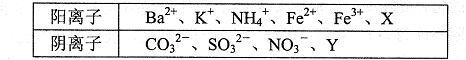 阳离子 Ba²⁺、K⁺、NH₄⁺、Fe²⁺、Fe³⁺、X
阴离子 CO₃²⁻、SO₃²⁻、NO₃⁻、Y